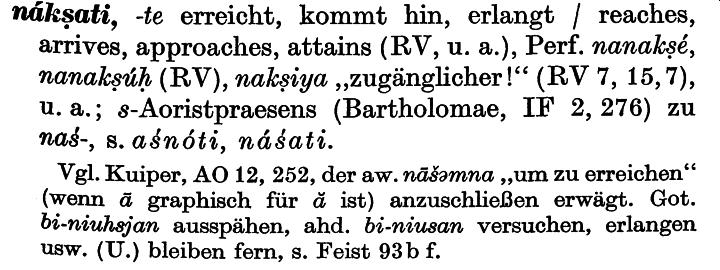 nákṣati, -te erreicht, kommt hin, erlangt / reaches,
arrives, approaches, attains (RV, u. a.), Perf. nanakṣé,
nanakṣúḥ (RV), nakṣiya „zugänglicher!“ (RV 7, 15, 7),
u. a.; s-Aoristpraesens (Bartholomae, IF 2, 276) zu
naś-, s. aśnóti, náśati.
Vgl. Kuiper, AO 12, 252, der aw. nāšəmna „um zu erreichen“
(wenn ā graphisch für ă ist) anzuschließen erwägt. Got.
bi-niuhsjan ausspähen, ahd. bi-niusan versuchen, erlangen
usw. (U.) bleiben fern, s. Feist 93 b f.